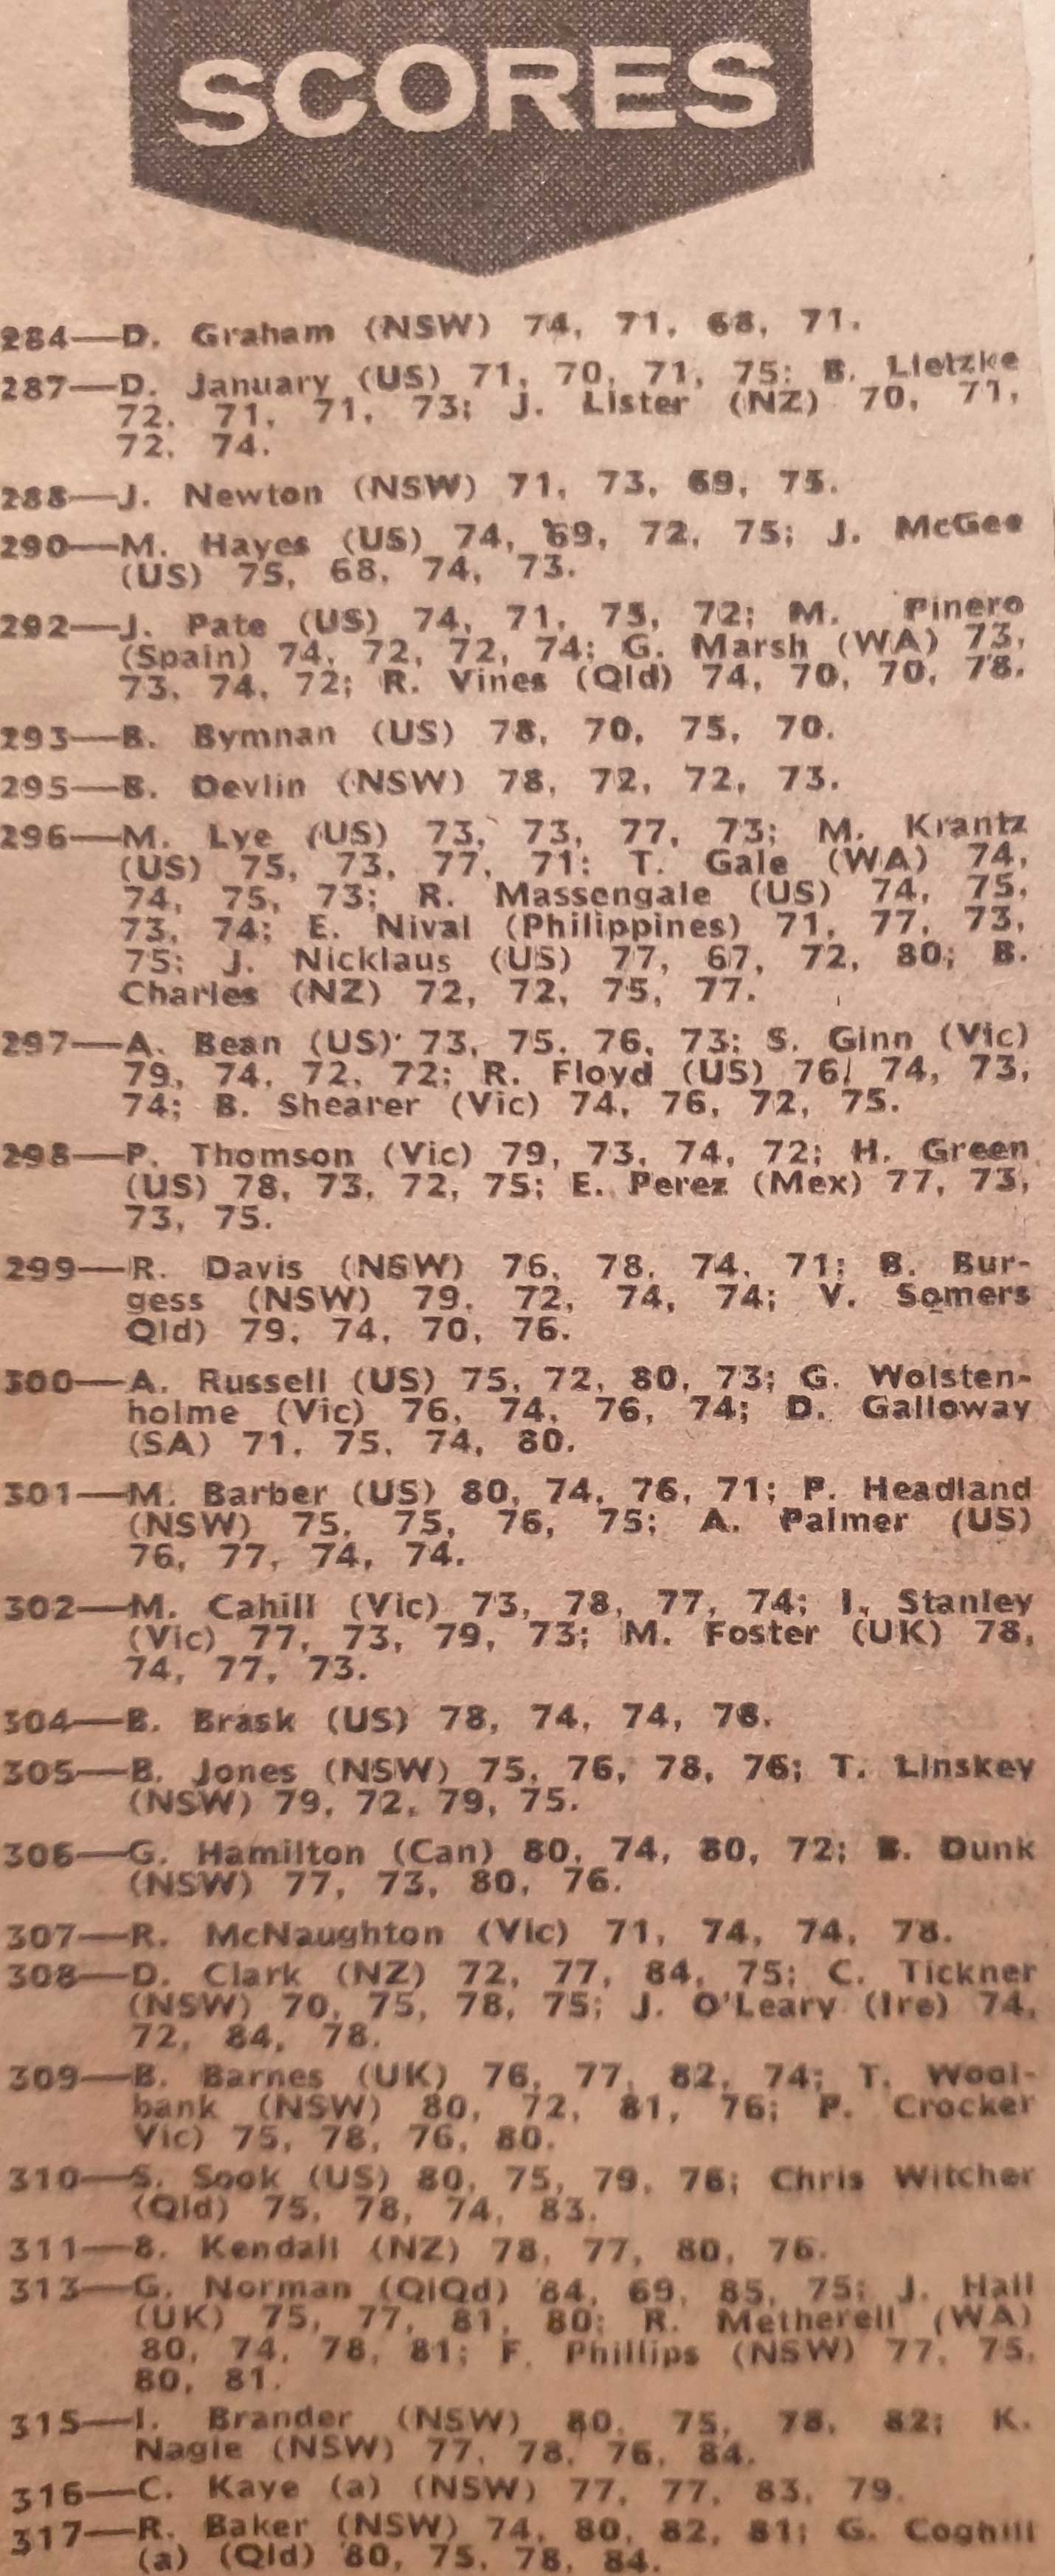 SCORES
284—D. Graham (NSW) 74, 71, 68, 71.
287—D. January (US) 71, 70, 71, 75; B. Lietzke
72, 71, 71, 73; J. Lister (NZ) 70, 71,
72, 74.
288—J. Newton (NSW) 71, 73, 69, 75.
290—M. Hayes (US) 74, 69, 72, 75; J. McGee
(US) 75, 68, 74, 73.
292—J. Pate (US) 74, 71, 75, 72; M. Pinero
(Spain) 74, 72, 72, 74; G. Marsh (WA) 73,
73, 74, 72; R. Vines (Qld) 74, 70, 70, 78.
293—B. Bymnan (US) 78, 70, 75, 70.
295—B. Devlin (NSW) 78, 72, 72, 73.
296—M. Lye (US) 73, 73, 77, 73; M. Krantz
(US) 75, 73, 77, 71; T. Gale (WA) 74,
74, 75, 73; R. Massengale (US) 74, 75,
73, 74; E. Nival (Philippines) 71, 77, 73,
75; J. Nicklaus (US) 77, 67, 72, 80; B.
Charles (NZ) 72, 72, 75, 77.
297—A. Bean (US) 73, 75, 76, 73; S. Ginn (Vic)
79, 74, 72, 72; R. Floyd (US) 76, 74, 73,
74; B. Shearer (Vic) 74, 76, 72, 75.
298—P. Thomson (Vic) 79, 73, 74, 72; H. Green
(US) 78, 73, 72, 75; E. Perez (Mex) 77, 73,
73, 75.
299—R. Davis (NSW) 76, 78, 74, 71; B. Bur-
gess (NSW) 79, 72, 74, 74; V. Somers
Qld) 79, 74, 70, 76.
300—A. Russell (US) 75, 72, 80, 73; G. Wolsten-
holme (Vic) 76, 74, 76, 74; D. Galloway
(SA) 71, 75, 74, 80.
301—M. Barber (US) 80, 74, 76, 71; P. Headland
(NSW) 75, 75, 76, 75; A. Palmer (US)
76, 77, 74, 74.
302—M. Cahill (Vic) 73, 78, 77, 74; I. Stanley
(Vic) 77, 73, 79, 73; M. Foster (UK) 78,
74, 77, 73.
304—B. Brask (US) 78, 74, 74, 78.
305—B. Jones (NSW) 75, 76, 78, 76; T. Linskey
(NSW) 79, 72, 79, 75.
306—G. Hamilton (Can) 80, 74, 80, 72; B. Dunk
(NSW) 77, 73, 80, 76.
307—R. McNaughton (Vic) 71, 74, 74, 78.
308—D. Clark (NZ) 72, 77, 84, 75; C. Tickner
(NSW) 70, 75, 78, 75; J. O'Leary (Ire) 74,
72, 84, 78.
309—B. Barnes (UK) 76, 77, 82, 74; T. Wool-
bank (NSW) 80, 72, 81, 76; P. Crocker
Vic) 75, 78, 76, 80.
310—S. Sook (US) 80, 75, 79, 76; Chris Witcher
(Qld) 75, 78, 74, 83.
311—B. Kendall (NZ) 78, 77, 80, 76.
313—G. Norman (QlQd) 84, 69, 85, 75; J. Hall
(UK) 75, 77, 81, 80; R. Metherell (WA)
80, 74, 78, 81; F. Phillips (NSW) 77, 75,
80, 81.
315—I. Brander (NSW) 80, 75, 78, 82; K.
Nagle (NSW) 77, 78, 76, 84.
316—C. Kaye (a) (NSW) 77, 77, 83, 79.
317—R. Baker (NSW) 74, 80, 82, 81; G. Coghill
(a) (Qld) 80, 75, 78, 84.